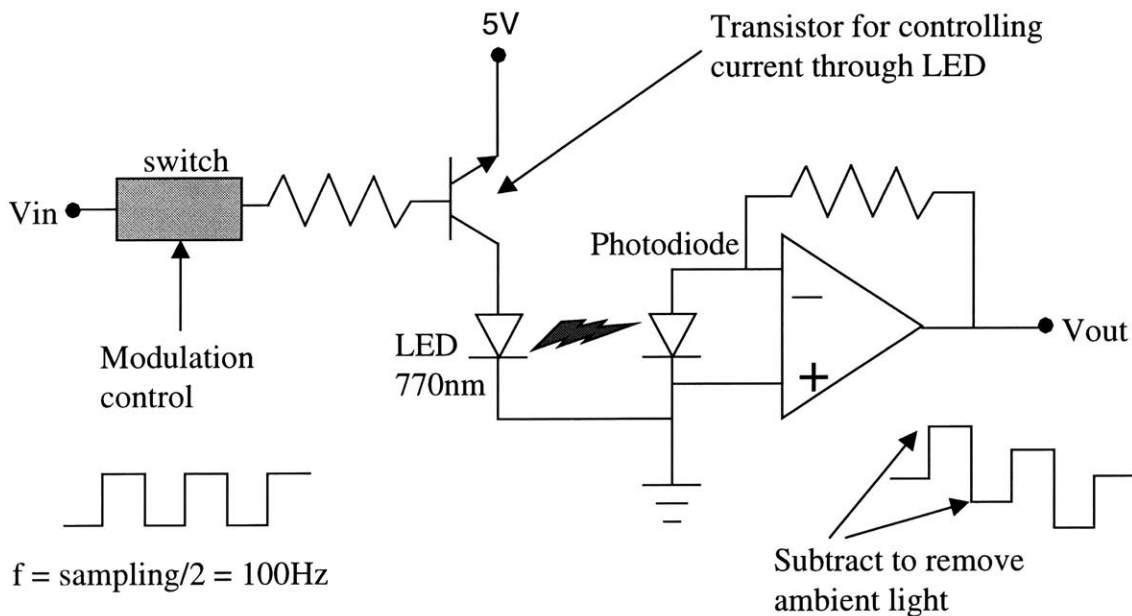 5V
Transistor for controlling
current through LED
switch
Vin
Photodiode
−
+
Vout
LED
770nm
Modulation
control
f = sampling/2 = 100Hz
Subtract to remove
ambient light